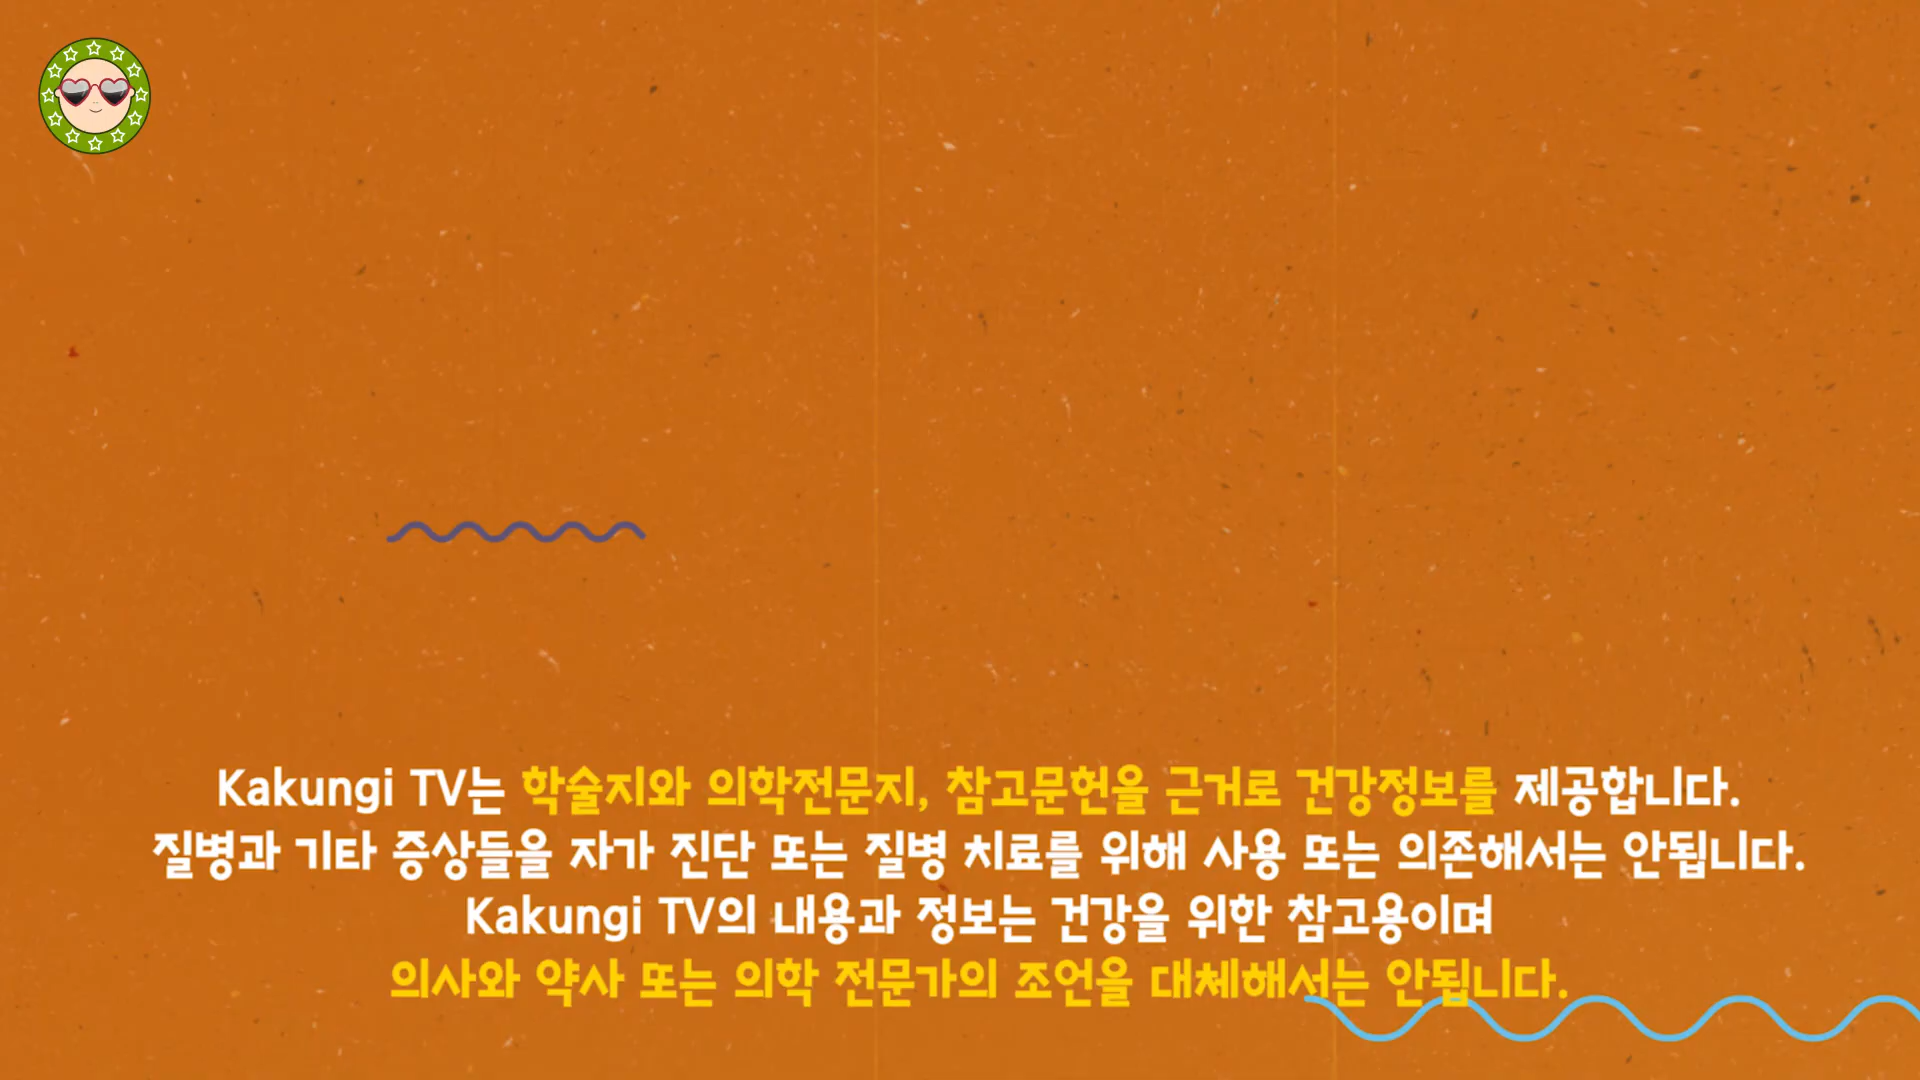 Kakungi TV는 학술지와 의학전문지, 참고문헌을 근거로 건강정보를 제공합니다.
질병과 기타 증상들을 자가 진단 또는 질병 치료를 위해 사용 또는 의존해서는 안됩니다.
Kakungi TV의 내용과 정보는 건강을 위한 참고용이며
의사와 약사 또는 의학 전문가의 조언을 대체해서는 안됩니다.